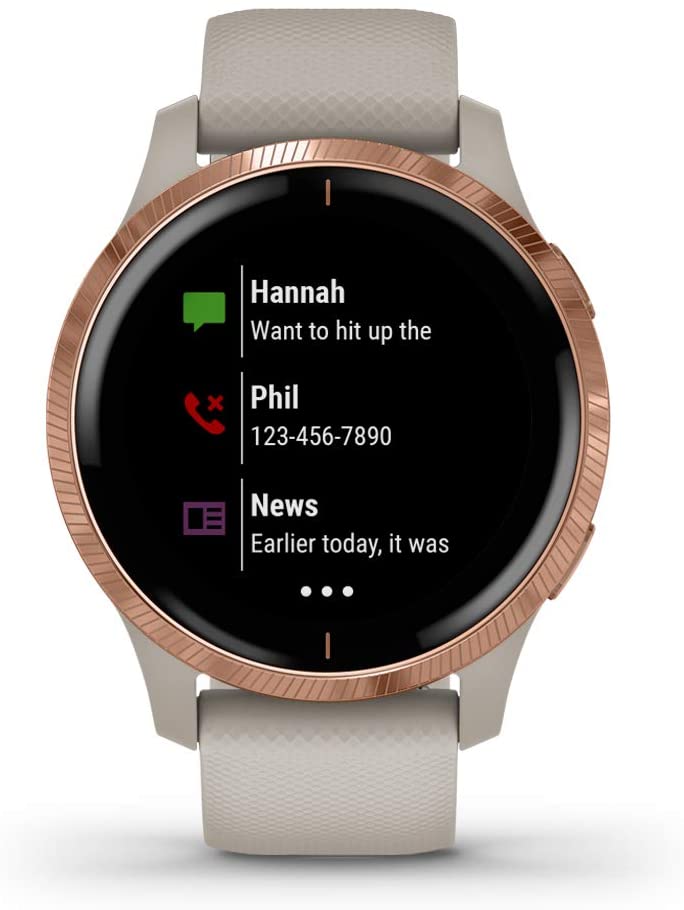 Hannah
Want to hit up the
Phil
123-456-7890
News
Earlier today, it was